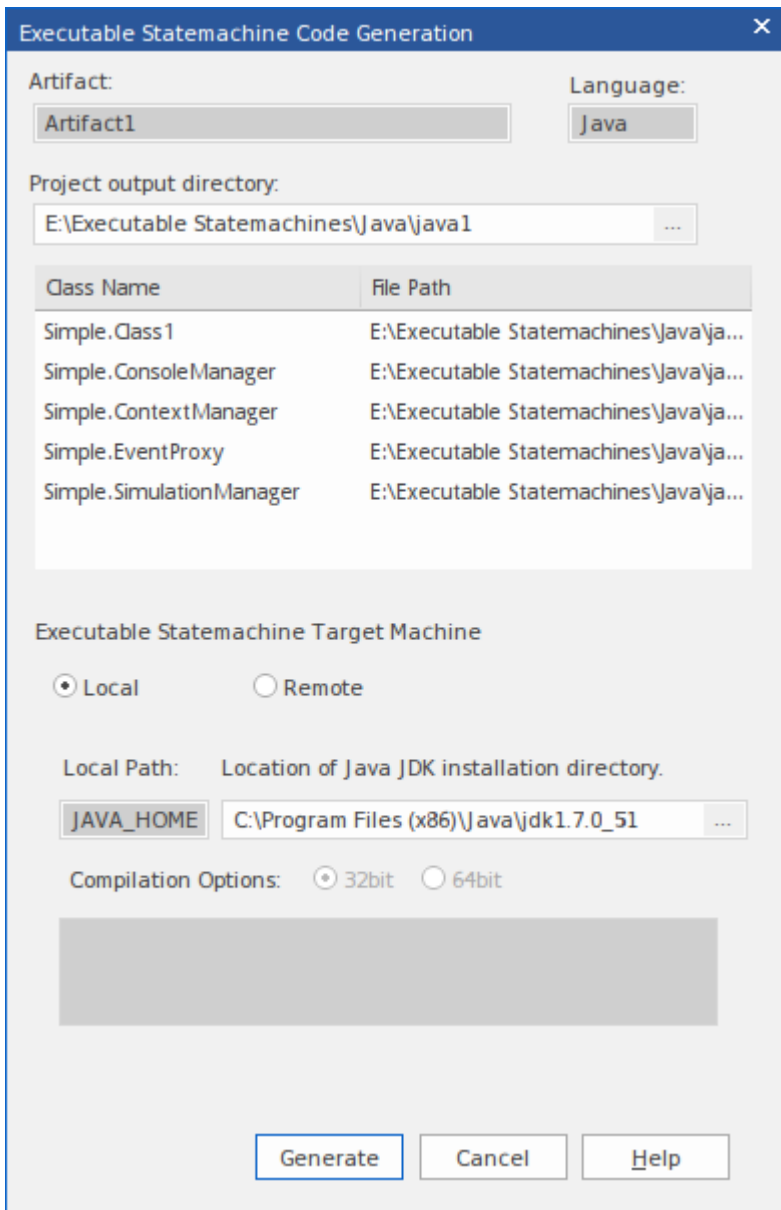 Executable Statemachine Code Generation
Artifact:
Language:
Artifact1
Java
Project output directory:
E:\Executable Statemachines\Java\java1
...
Class Name File Path
Simple.Class1 E:\Executable Statemachines\Java\ja...
Simple.ConsoleManager E:\Executable Statemachines\Java\ja...
Simple.ContextManager E:\Executable Statemachines\Java\ja...
Simple.EventProxy E:\Executable Statemachines\Java\ja...
Simple.SimulationManager E:\Executable Statemachines\Java\ja...
Executable Statemachine Target Machine
Local Remote
Local Path: Location of Java JDK installation directory.
JAVA_HOME C:\Program Files (x86)\Java\jdk1.7.0_51 ...
Compilation Options: 32bit 64bit
Generate Cancel Help